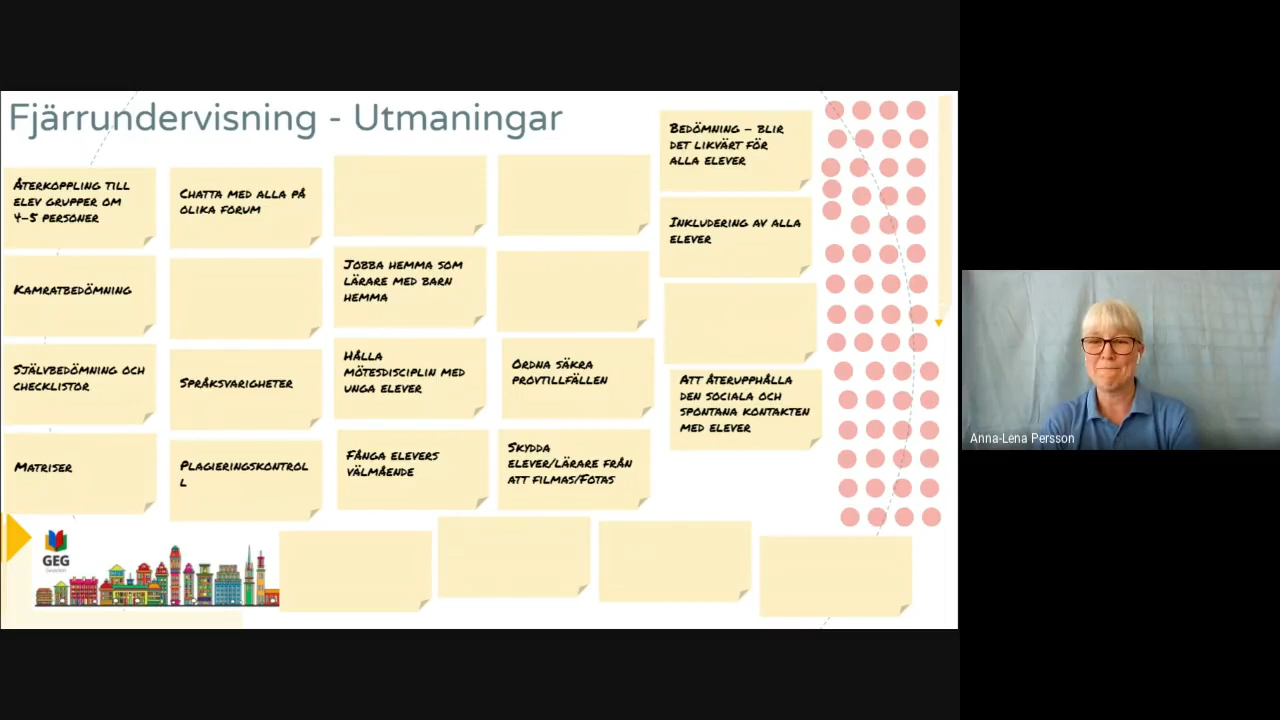 Fjärrundervisning - Utmaningar
Återkoppling till
elev grupper om
4-5 personer
Kamratbedömning
Självbedömning och
checklistor
Matriser
Chatta med alla på
olika forum
Språksvarigheter
Plagieringskontrol
l
Jobba hemma som
lärare med barn
hemma
Hålla
mötesdisciplin med
unga elever
Fånga elevers
välmående
Ordna säkra
provtillfällen
Skydda
elever/lärare från
att filmas/Fotas
Bedömning - blir
det likvärt för
alla elever
Inkludering av alla
elever
Att återupphålla
den sociala och
spontana kontakten
med elever
GEG
Anna-Lena Persson